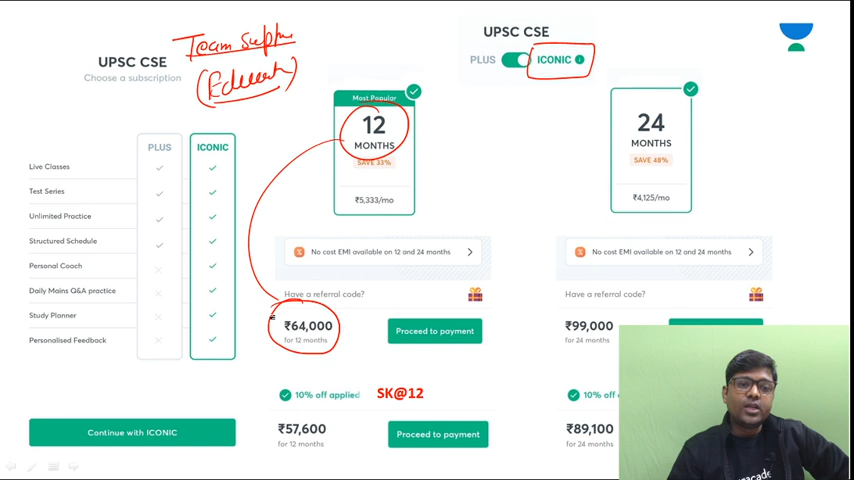 UPSC CSE
Choose a subscription
Team
PLUS
ICONIC
Live Classes
Test Series
Unlimited Practice
Structured Schedule
Personal Coach
Daily Mains Q&A practice
Study Planner
Personalised Feedback
Continue with ICONIC
UPSC CSE
PLUS ICONIC
Most Popular
12
MONTHS
SAVE 33%
₹5,333/mo
No cost EMI available on 12 and 24 months
Have a referral code?
₹64,000
for 12 months
Proceed to payment
10% off applied SK@12
₹57,600
for 12 months
Proceed to payment
24
MONTHS
SAVE 48%
₹4,125/mo
No cost EMI available on 12 and 24 months
Have a referral code?
₹99,000
for 24 months
10% off
₹89,100
for 24 months